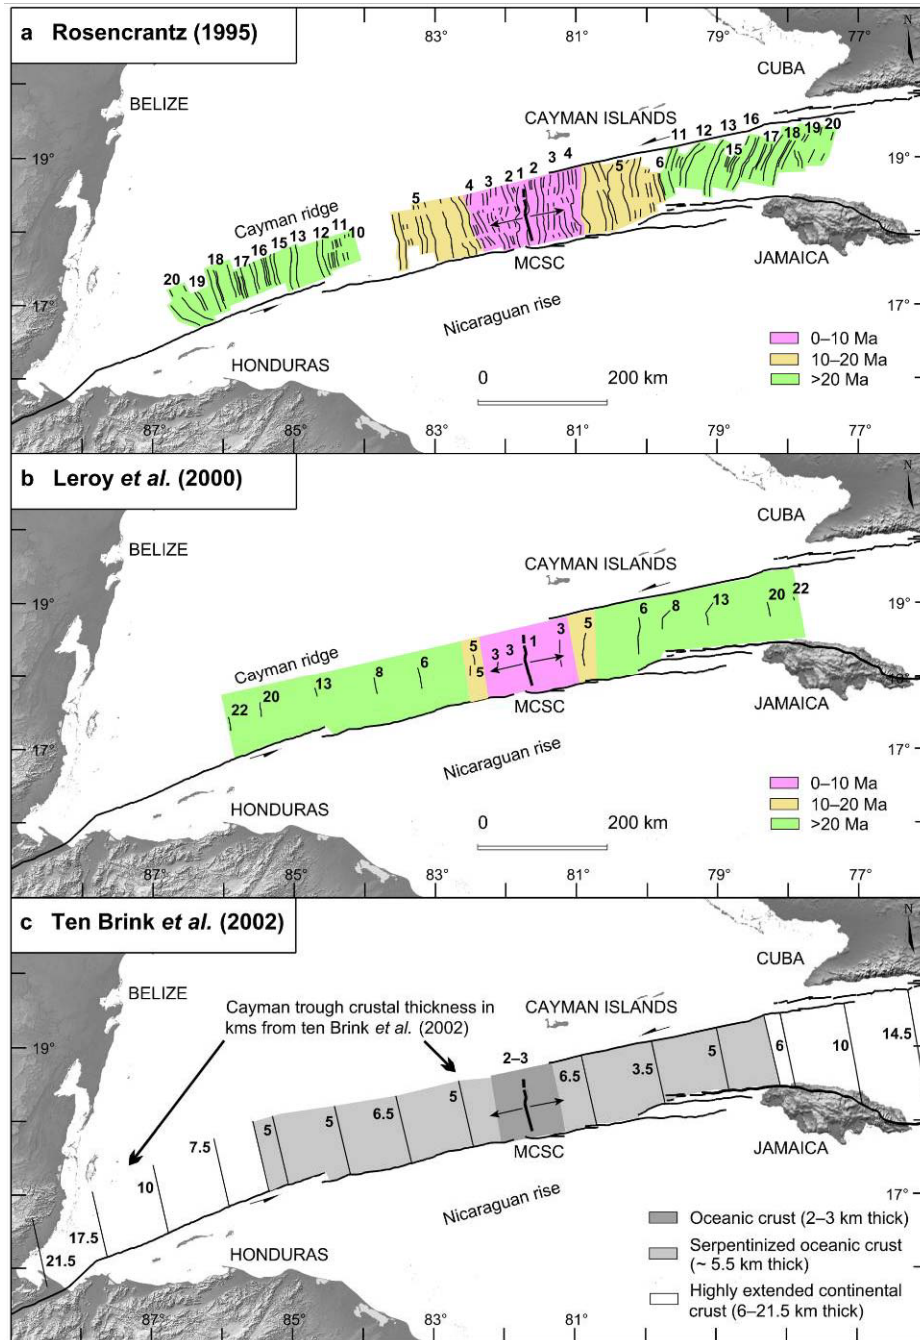 a Rosencrantz (1995)
83° 81° 79° 77°
N
CUBA
BELIZE
CAYMAN ISLANDS
11 12 13 16
15 17 18 19 20
19° 19°
6
5
4 3 2 1 2 3 4
5
Cayman ridge
20 19 18 17 16 15 13 12 11 10
MCSC
JAMAICA
17° 17°
Nicaraguan rise
HONDURAS
0 200 km
0–10 Ma
10–20 Ma
>20 Ma
87° 85° 83° 81° 79° 77°
b Leroy et al. (2000)
N
CUBA
BELIZE
CAYMAN ISLANDS
19°
22
20
13
8
6
5
3
1
3
3
5
5
6
8
13
20
22
Cayman ridge
MCSC
JAMAICA
17° 17°
Nicaraguan rise
HONDURAS
0 200 km
0–10 Ma
10–20 Ma
>20 Ma
87° 85° 83° 81° 79° 77°
c Ten Brink et al. (2002)
N
CUBA
BELIZE
Cayman trough crustal thickness in
kms from ten Brink et al. (2002)
CAYMAN ISLANDS
19°
14.5
10
6
5
3.5
6.5
2–3
5
6.5
5
5
7.5
10
17.5
21.5
MCSC
JAMAICA
17°
Nicaraguan rise
HONDURAS
Oceanic crust (2–3 km thick)
Serpentinized oceanic crust
(~ 5.5 km thick)
Highly extended continental
crust (6–21.5 km thick)
87° 85° 83° 81° 79° 77°